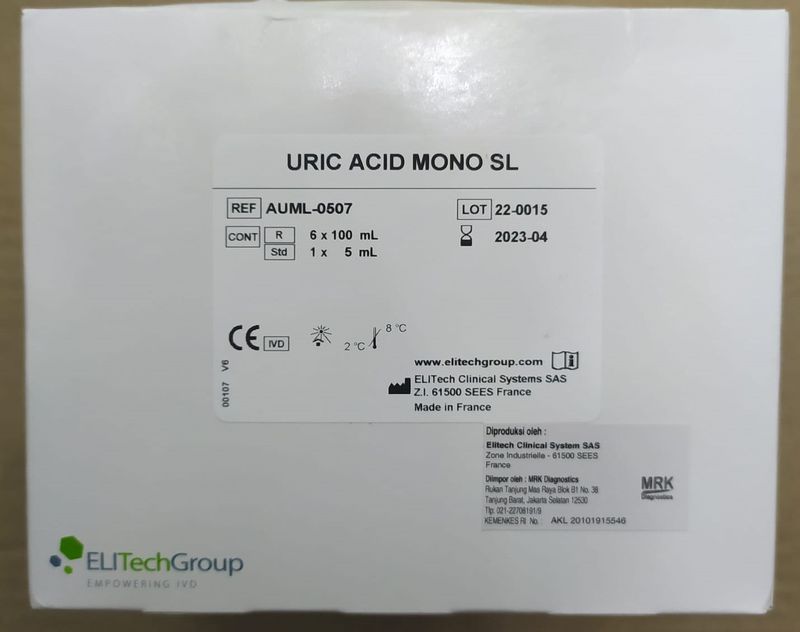 URIC ACID MONO SL
REF AUML-0507 LOT 22-0015
CONT R 6 x 100 mL 2023-04
Std 1 x 5 mL
CE IVD 2 °C 8 °C
00107 V6
www.elitechgroup.com i
ELITech Clinical Systems SAS
Z.I. 61500 SEES France
Made in France
Diproduksi oleh :
Elitech Clinical System SAS
Zone Industrielle - 61500 SEES
France
Diimpor oleh : MRK Diagnostics
Rukan Tanjung Mas Raya Blok B1 No. 38
Tanjung Barat, Jakarta Selatan 12530
Tlp: 021-22708191/9
KEMENKES RI No. : AKL 20101915546
MRK
Diagnostics
ELITechGroup
EMPOWERING IVD